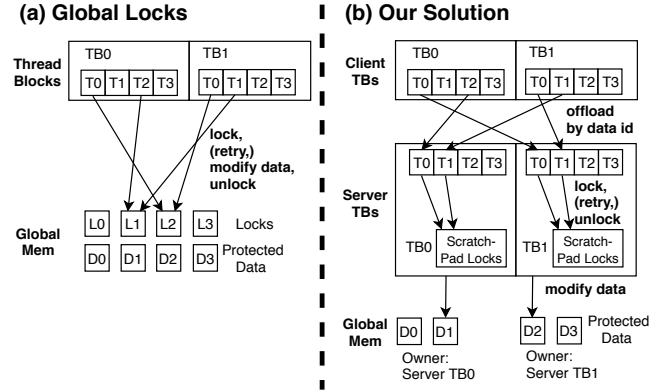 (a) Global Locks
Thread
Blocks
TB0
TB1
T0 T1 T2 T3
T0 T1 T2 T3
lock,
(retry,)
modify data,
unlock
Global
Mem
L0 L1 L2 L3 Locks
D0 D1 D2 D3 Protected
Data
(b) Our Solution
Client
TBs
TB0
TB1
T0 T1 T2 T3
T0 T1 T2 T3
offload
by data id
Server
TBs
T0 T1 T2 T3
T0 T1 T2 T3
lock,
(retry,)
unlock
TB0
Scratch-
Pad Locks
TB1
Scratch-
Pad Locks
modify data
Global
Mem
D0 D1
D2 D3
Protected
Data
Owner:
Server TB0
Owner:
Server TB1